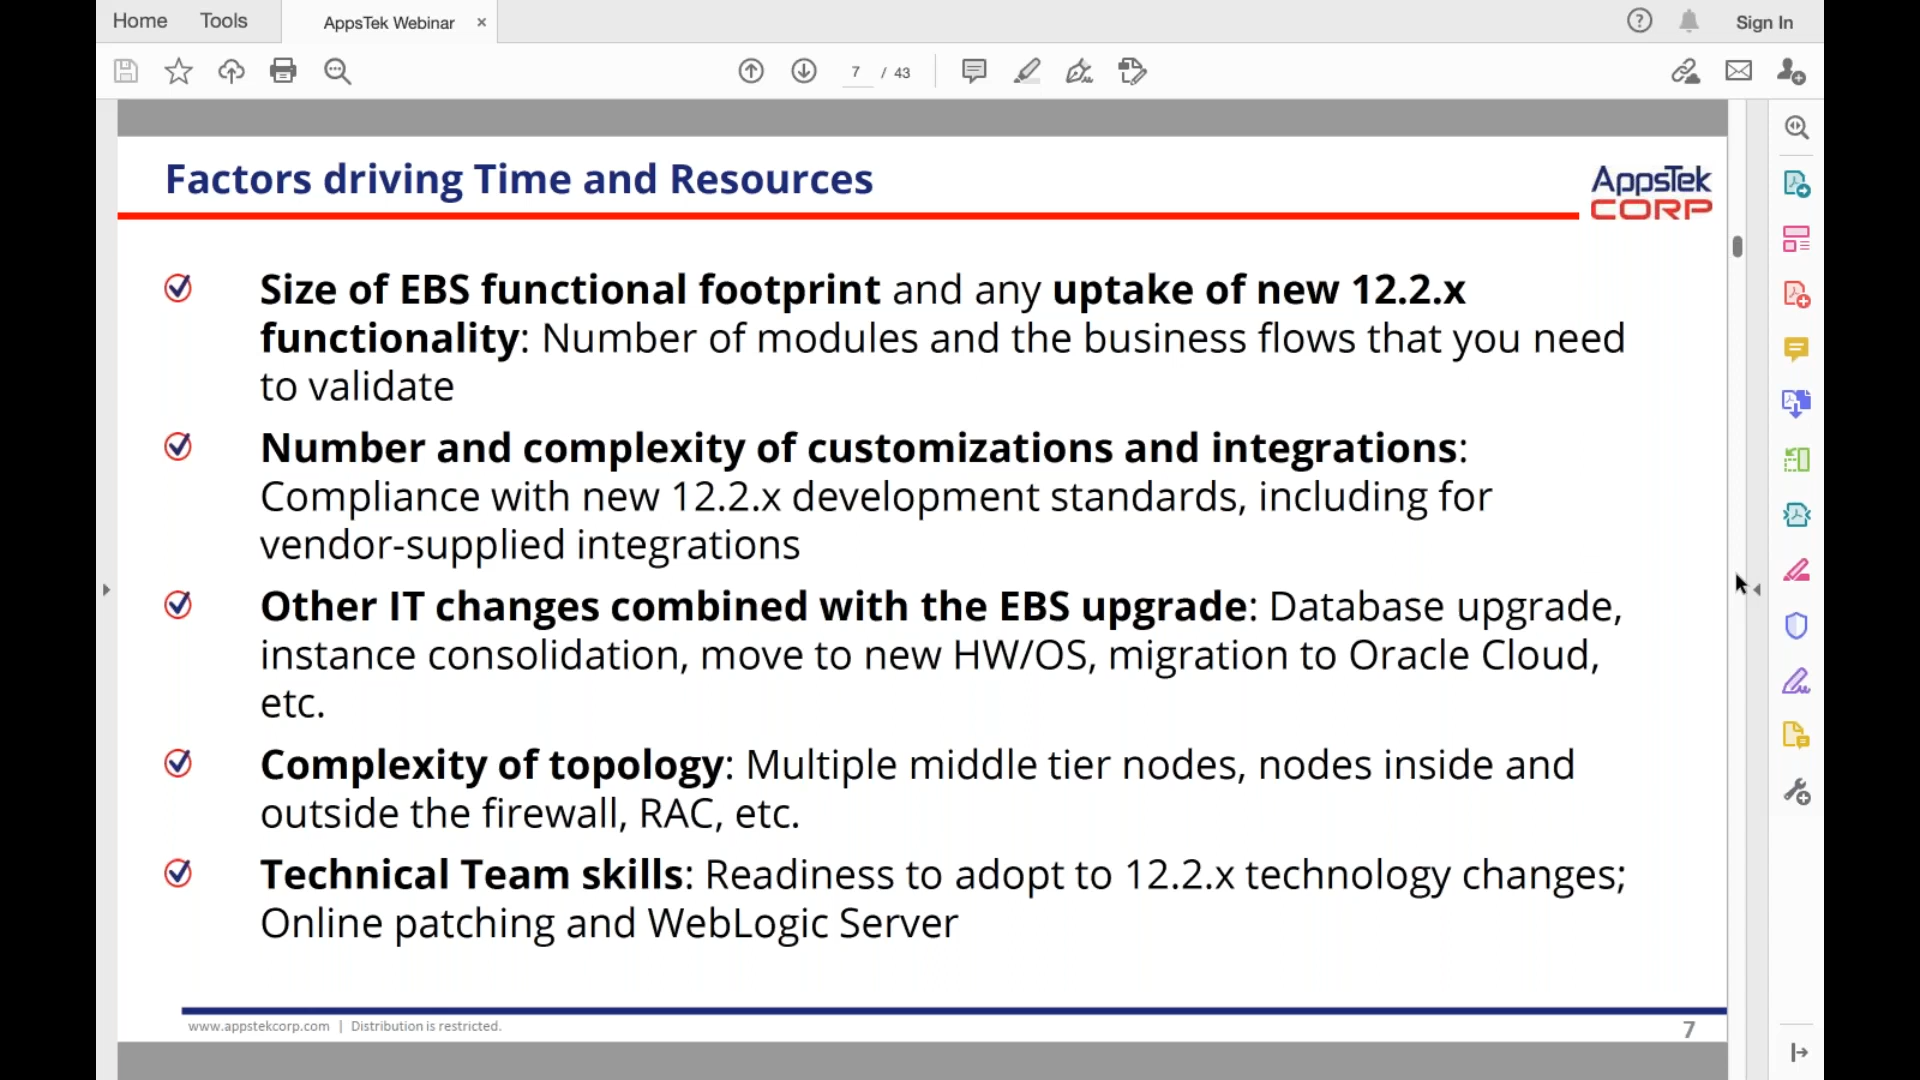 Home Tools AppsTek Webinar × Sign In
7 / 43
Factors driving Time and Resources
AppsTek
CORP
Size of EBS functional footprint and any uptake of new 12.2.x
functionality: Number of modules and the business flows that you need
to validate
Number and complexity of customizations and integrations:
Compliance with new 12.2.x development standards, including for
vendor-supplied integrations
Other IT changes combined with the EBS upgrade: Database upgrade,
instance consolidation, move to new HW/OS, migration to Oracle Cloud,
etc.
Complexity of topology: Multiple middle tier nodes, nodes inside and
outside the firewall, RAC, etc.
Technical Team skills: Readiness to adopt to 12.2.x technology changes;
Online patching and WebLogic Server
www.appstekcorp.com | Distribution is restricted.
7